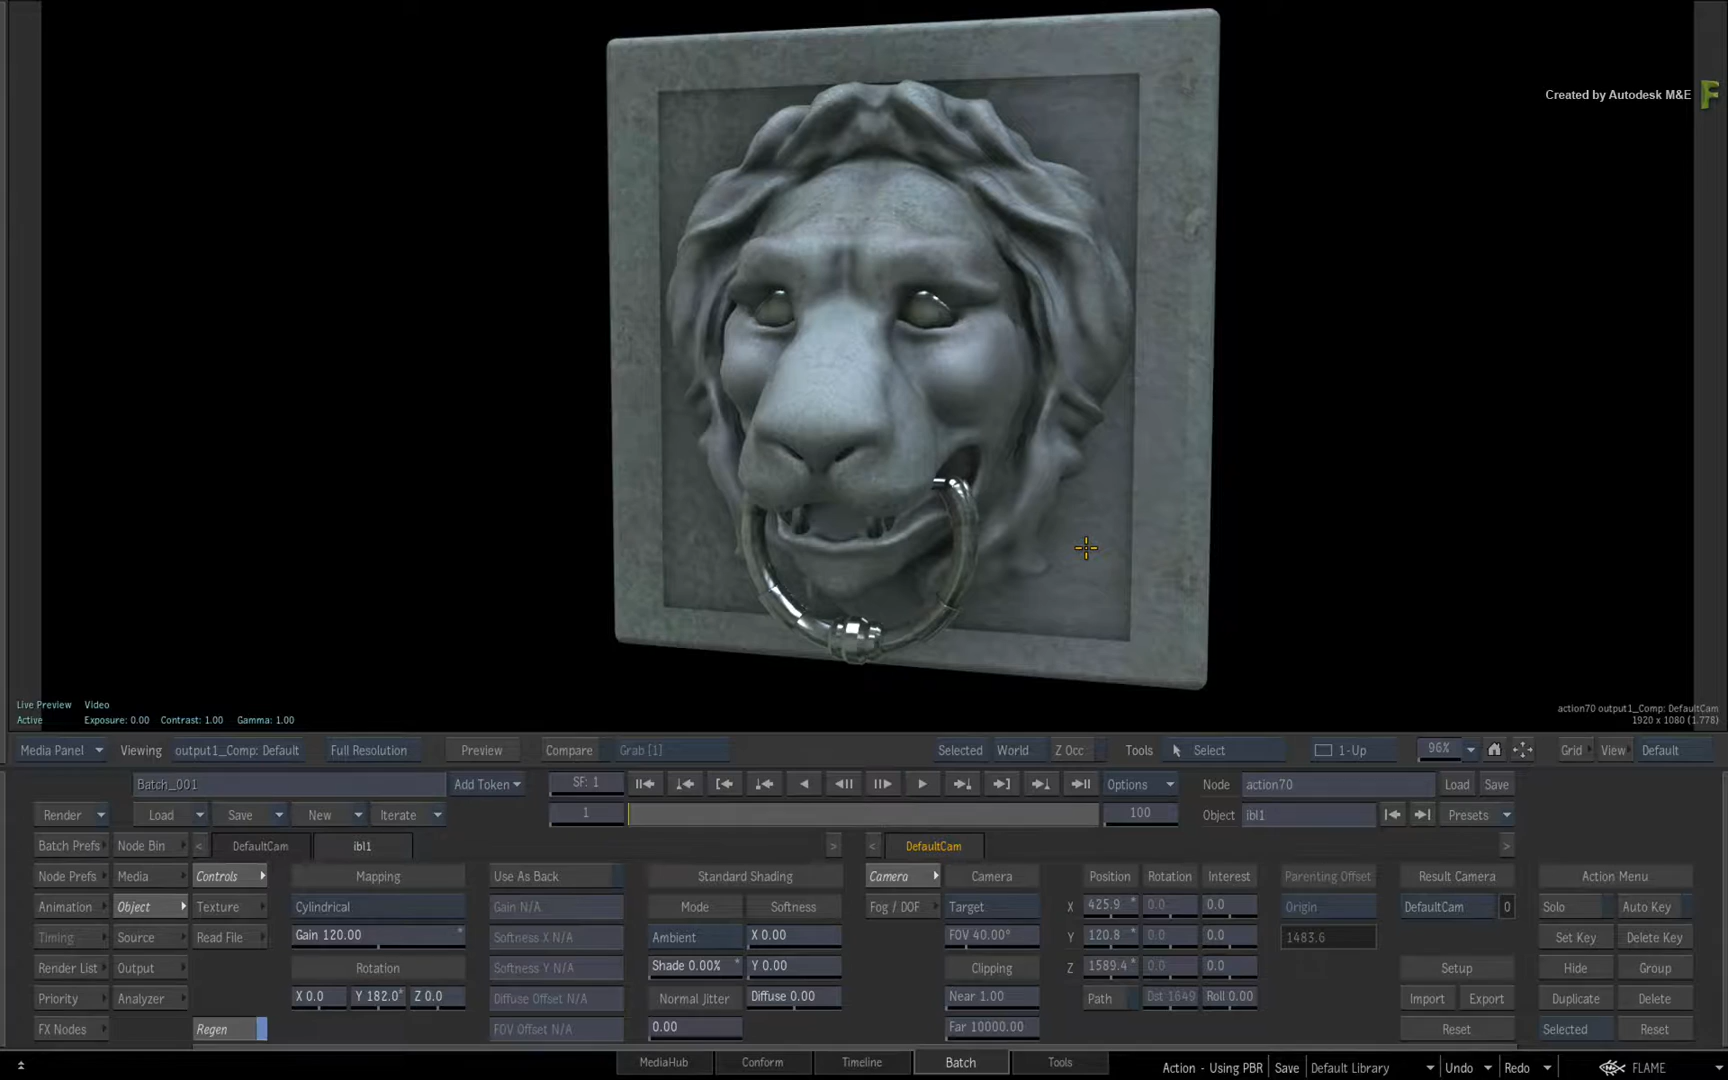 Created by Autodesk M&E
Live Preview Video
Active Exposure: 0.00 Contrast: 1.00 Gamma: 1.00
action70 output1_Comp: DefaultCam
1920 x 1080 (1.778)
Media Panel Viewing output1_Comp: Default Full Resolution Preview Compare Grab [1] Selected World Z Occ Tools Select 1-Up 96% Grid View Default
Batch_001 Add Token SF: 1 Options Node action70 Load Save
Render Load Save New Iterate 1 100 Object ibl1 Presets
Batch Prefs Node Bin < DefaultCam ibl1 > < DefaultCam >
Node Prefs Media Controls Mapping Use As Back Standard Shading Camera Camera Position Rotation Interest Parenting Offset Result Camera Action Menu
Animation Object Texture Cylindrical Gain N/A Mode Softness Fog / DOF Target X 425.9 0.0 0.0 Origin DefaultCam 0 Solo Auto Key
Timing Source Read File Gain 120.00 Softness X N/A Ambient X 0.00 FOV 40.00° Y 120.8 0.0 0.0 1483.6 Set Key Delete Key
Render List Output Rotation Softness Y N/A Shade 0.00% Y 0.00 Clipping Z 1589.4 0.0 0.0 Setup Hide Group
Priority Analyzer X 0.0 Y 182.0° Z 0.0 Diffuse Offset N/A Normal Jitter Diffuse 0.00 Near 1.00 Path Dst 1649 Roll 0.00 Import Export Duplicate Delete
FX Nodes Regen FOV Offset N/A 0.00 Far 10000.00 Reset Selected Reset
MediaHub Conform Timeline Batch Tools Action - Using PBR Save Default Library Undo Redo FLAME